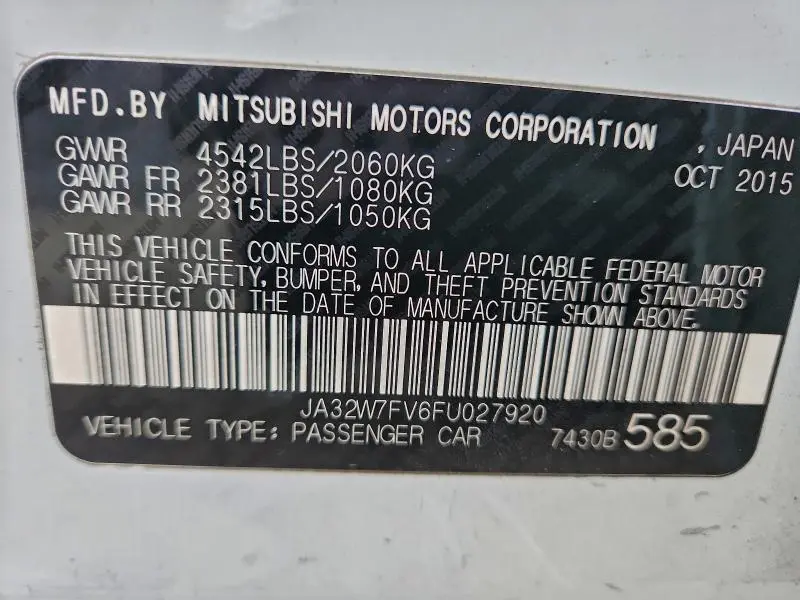 MFD.BY MITSUBISHI MOTORS CORPORATION , JAPAN
GVWR 4542LBS/2060KG OCT 2015
GAWR FR 2381LBS/1080KG
GAWR RR 2315LBS/1050KG
THIS VEHICLE CONFORMS TO ALL APPLICABLE FEDERAL MOTOR
VEHICLE SAFETY, BUMPER, AND THEFT PREVENTION STANDARDS
IN EFFECT ON THE DATE OF MANUFACTURE SHOWN ABOVE.
JA32W7FV6FU027920
VEHICLE TYPE: PASSENGER CAR 7430B 585